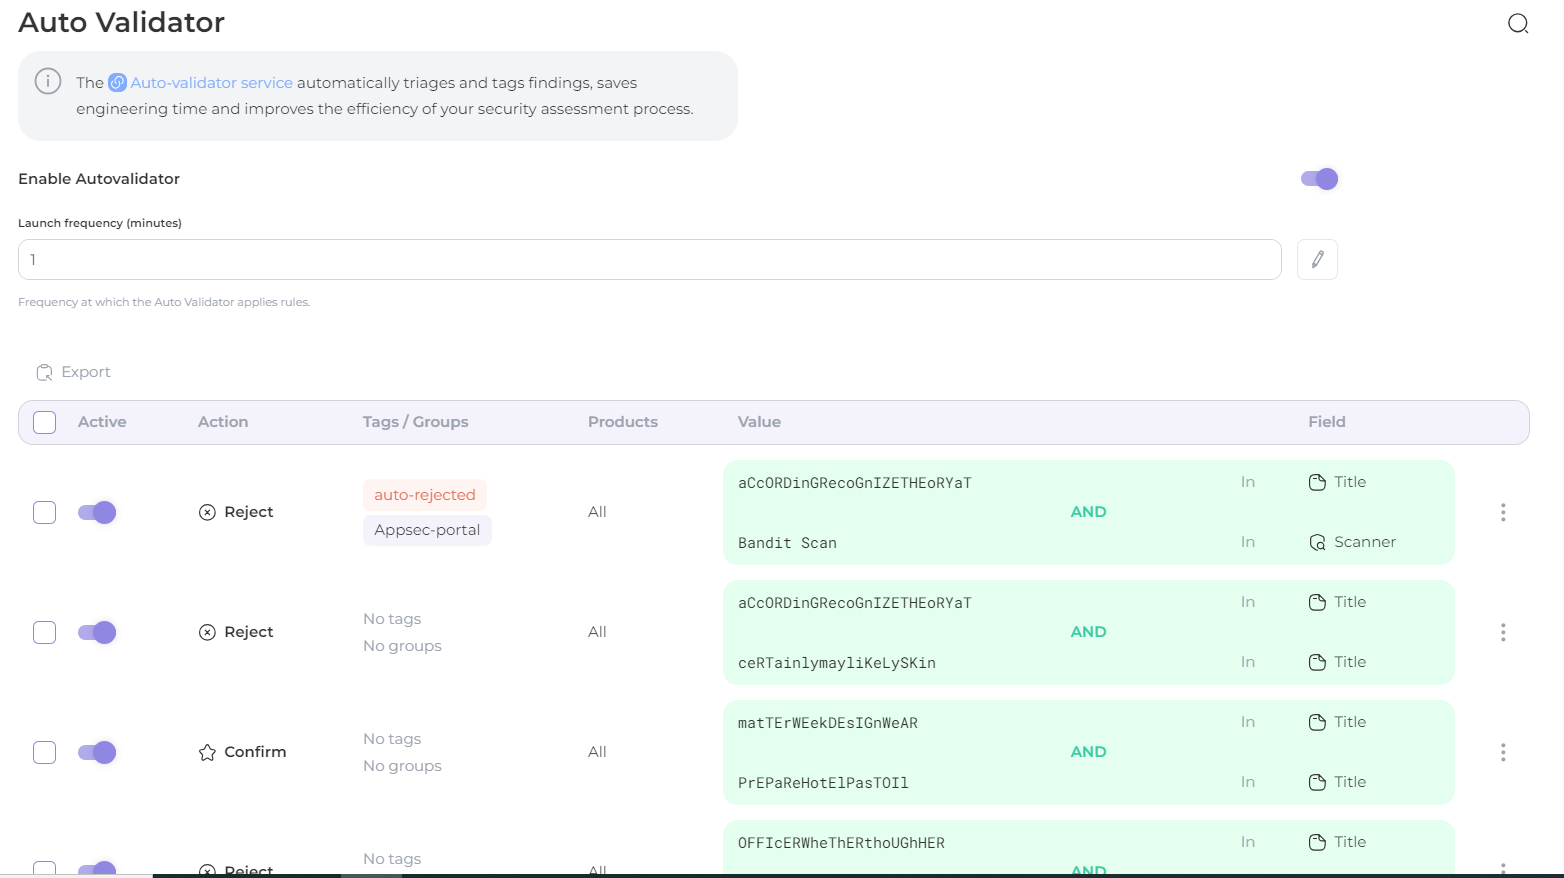 Auto Validator
The Auto-validator service automatically triages and tags findings, saves
engineering time and improves the efficiency of your security assessment process.
Enable Autovalidator
Launch frequency (minutes)
1
Frequency at which the Auto Validator applies rules.
Export
Active Action Tags / Groups Products Value Field
aCcORDinGRecoGnIZETHEoRYaT In Title
auto-rejected
Reject All AND
Appsec-portal
Bandit Scan In Scanner
aCcORDinGRecoGnIZETHEoRYaT In Title
No tags
Reject All AND
No groups
ceRTainlymayliKeLySKin In Title
matTErWEekDEsIGnWeAR In Title
No tags
Confirm All AND
No groups
PrEPaReHotElPasTOIl In Title
OFFIcERWheThERthoUGhHER In Title
No tags
Reject All AND